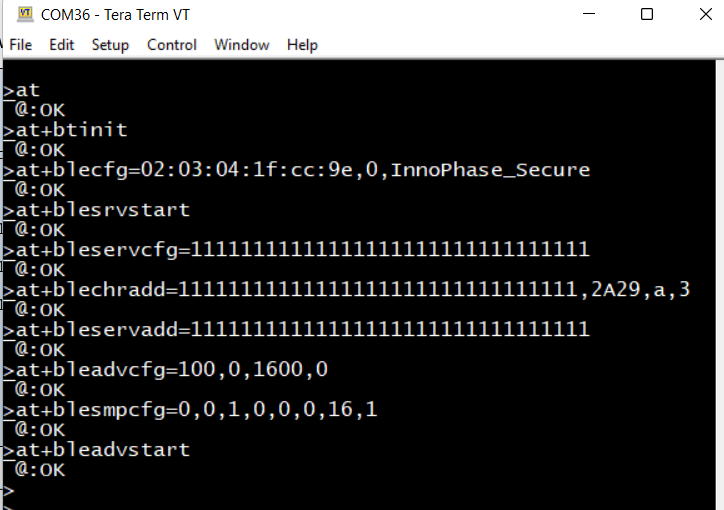 COM36 - Tera Term VT
File Edit Setup Control Window Help
>at
@:OK
>at+btinit
@:OK
>at+blecfg=02:03:04:1f:cc:9e,0,InnoPhase_Secure
@:OK
>at+blesrvstart
@:OK
>at+bleservcfg=11111111111111111111111111111111
@:OK
>at+blechradd=11111111111111111111111111111111,2A29,a,3
@:OK
>at+bleservadd=11111111111111111111111111111111
@:OK
>at+bleadvcfg=100,0,1600,0
@:OK
>at+blesmpcfg=0,0,1,0,0,0,16,1
@:OK
>at+bleadvstart
@:OK
>